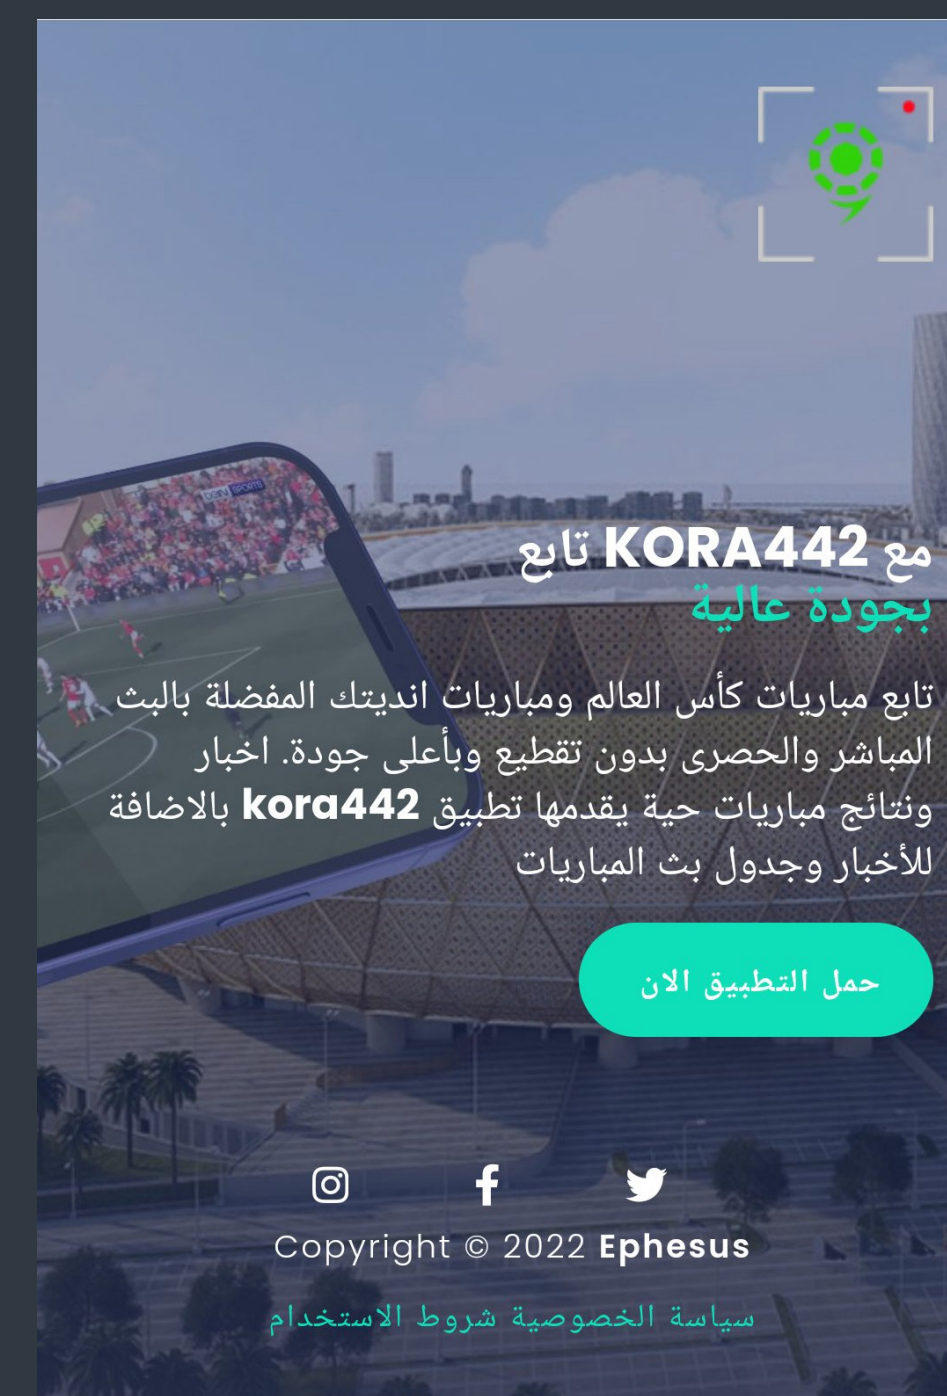 beIN SPORTS
مع KORA442 تابع
بجودة عالية
تابع مباريات كأس العالم ومباريات انديتك المفضلة بالبث
المباشر والحصرى بدون تقطيع وبأعلى جودة. اخبار
ونتائج مباريات حية يقدمها تطبيق kora442 بالاضافة
للأخبار وجدول بث المباريات
حمل التطبيق الان
Copyright © 2022 Ephesus
سياسة الخصوصية شروط الاستخدام